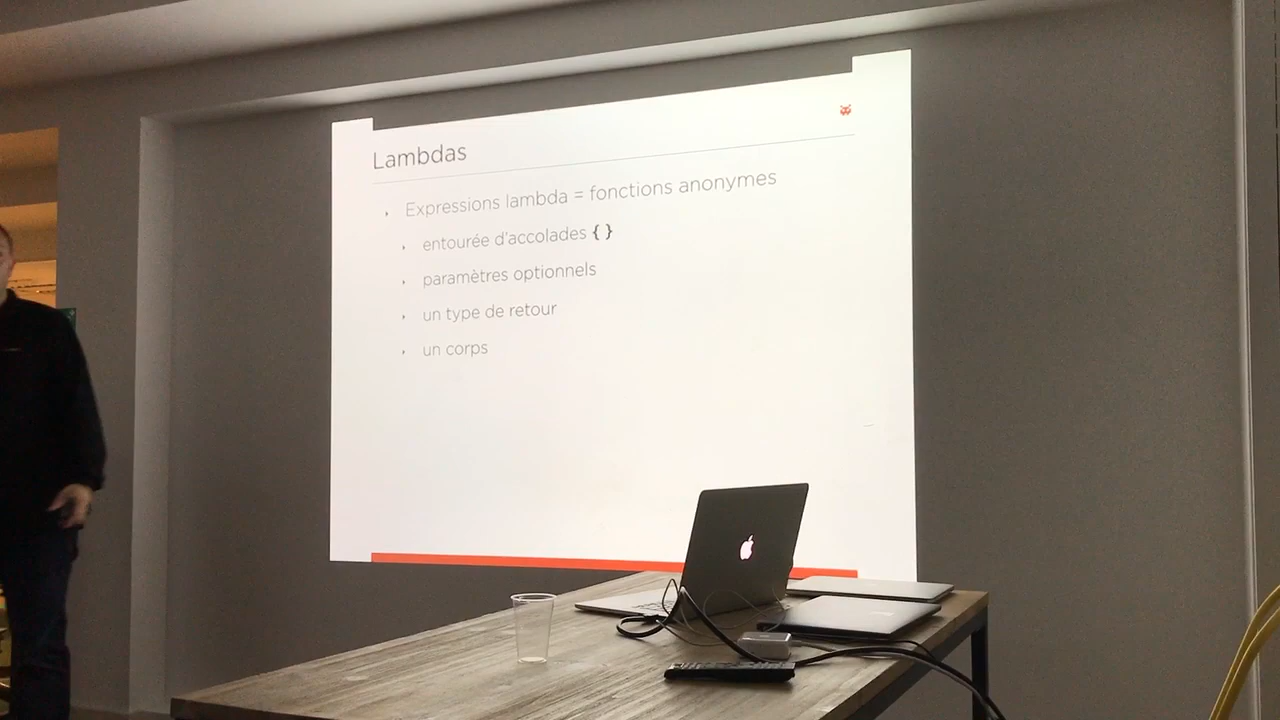 Lambdas
Expressions lambda = fonctions anonymes
entourée d'accolades { }
paramètres optionnels
un type de retour
un corps